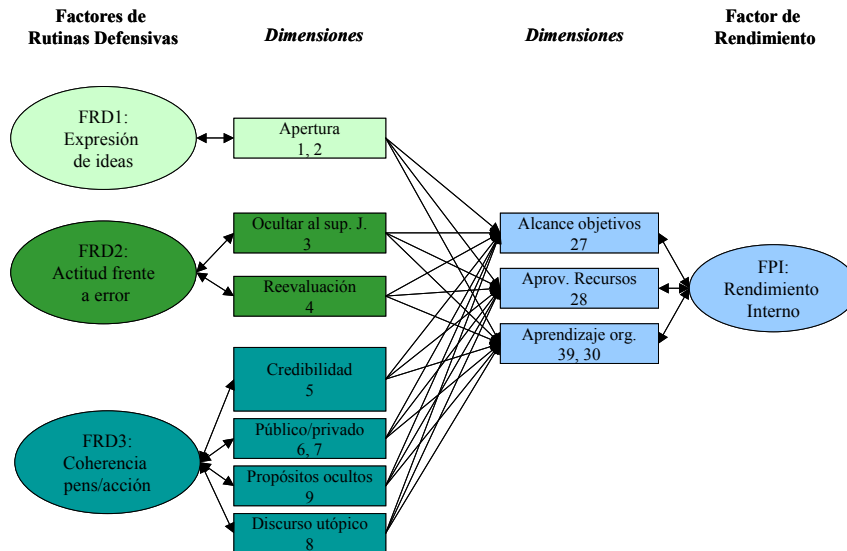 Factores de
Rutinas Defensivas
Dimensiones
Dimensiones
Factor de
Rendimiento
FRD1:
Expresión
de ideas
Apertura
1, 2
FRD2:
Actitud frente
a error
Ocultar al sup. J.
3
Reevaluación
4
FRD3:
Coherencia
pens/acción
Credibilidad
5
Público/privado
6, 7
Propósitos ocultos
9
Discurso utópico
8
Alcance objetivos
27
Aprov. Recursos
28
Aprendizaje org.
39, 30
FPI:
Rendimiento
Interno